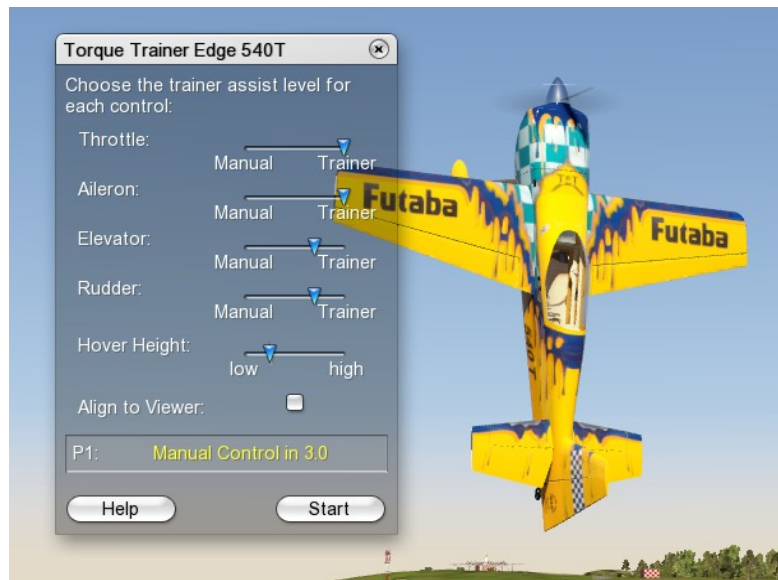 Torque Trainer Edge 540T
Choose the trainer assist level for
each control:
Throttle:
Manual Trainer
Aileron:
Manual Trainer
Elevator:
Manual Trainer
Rudder:
Manual Trainer
Hover Height:
low high
Align to Viewer:
P1: Manual Control in 3.0
Help Start
Futaba
Futaba
540T